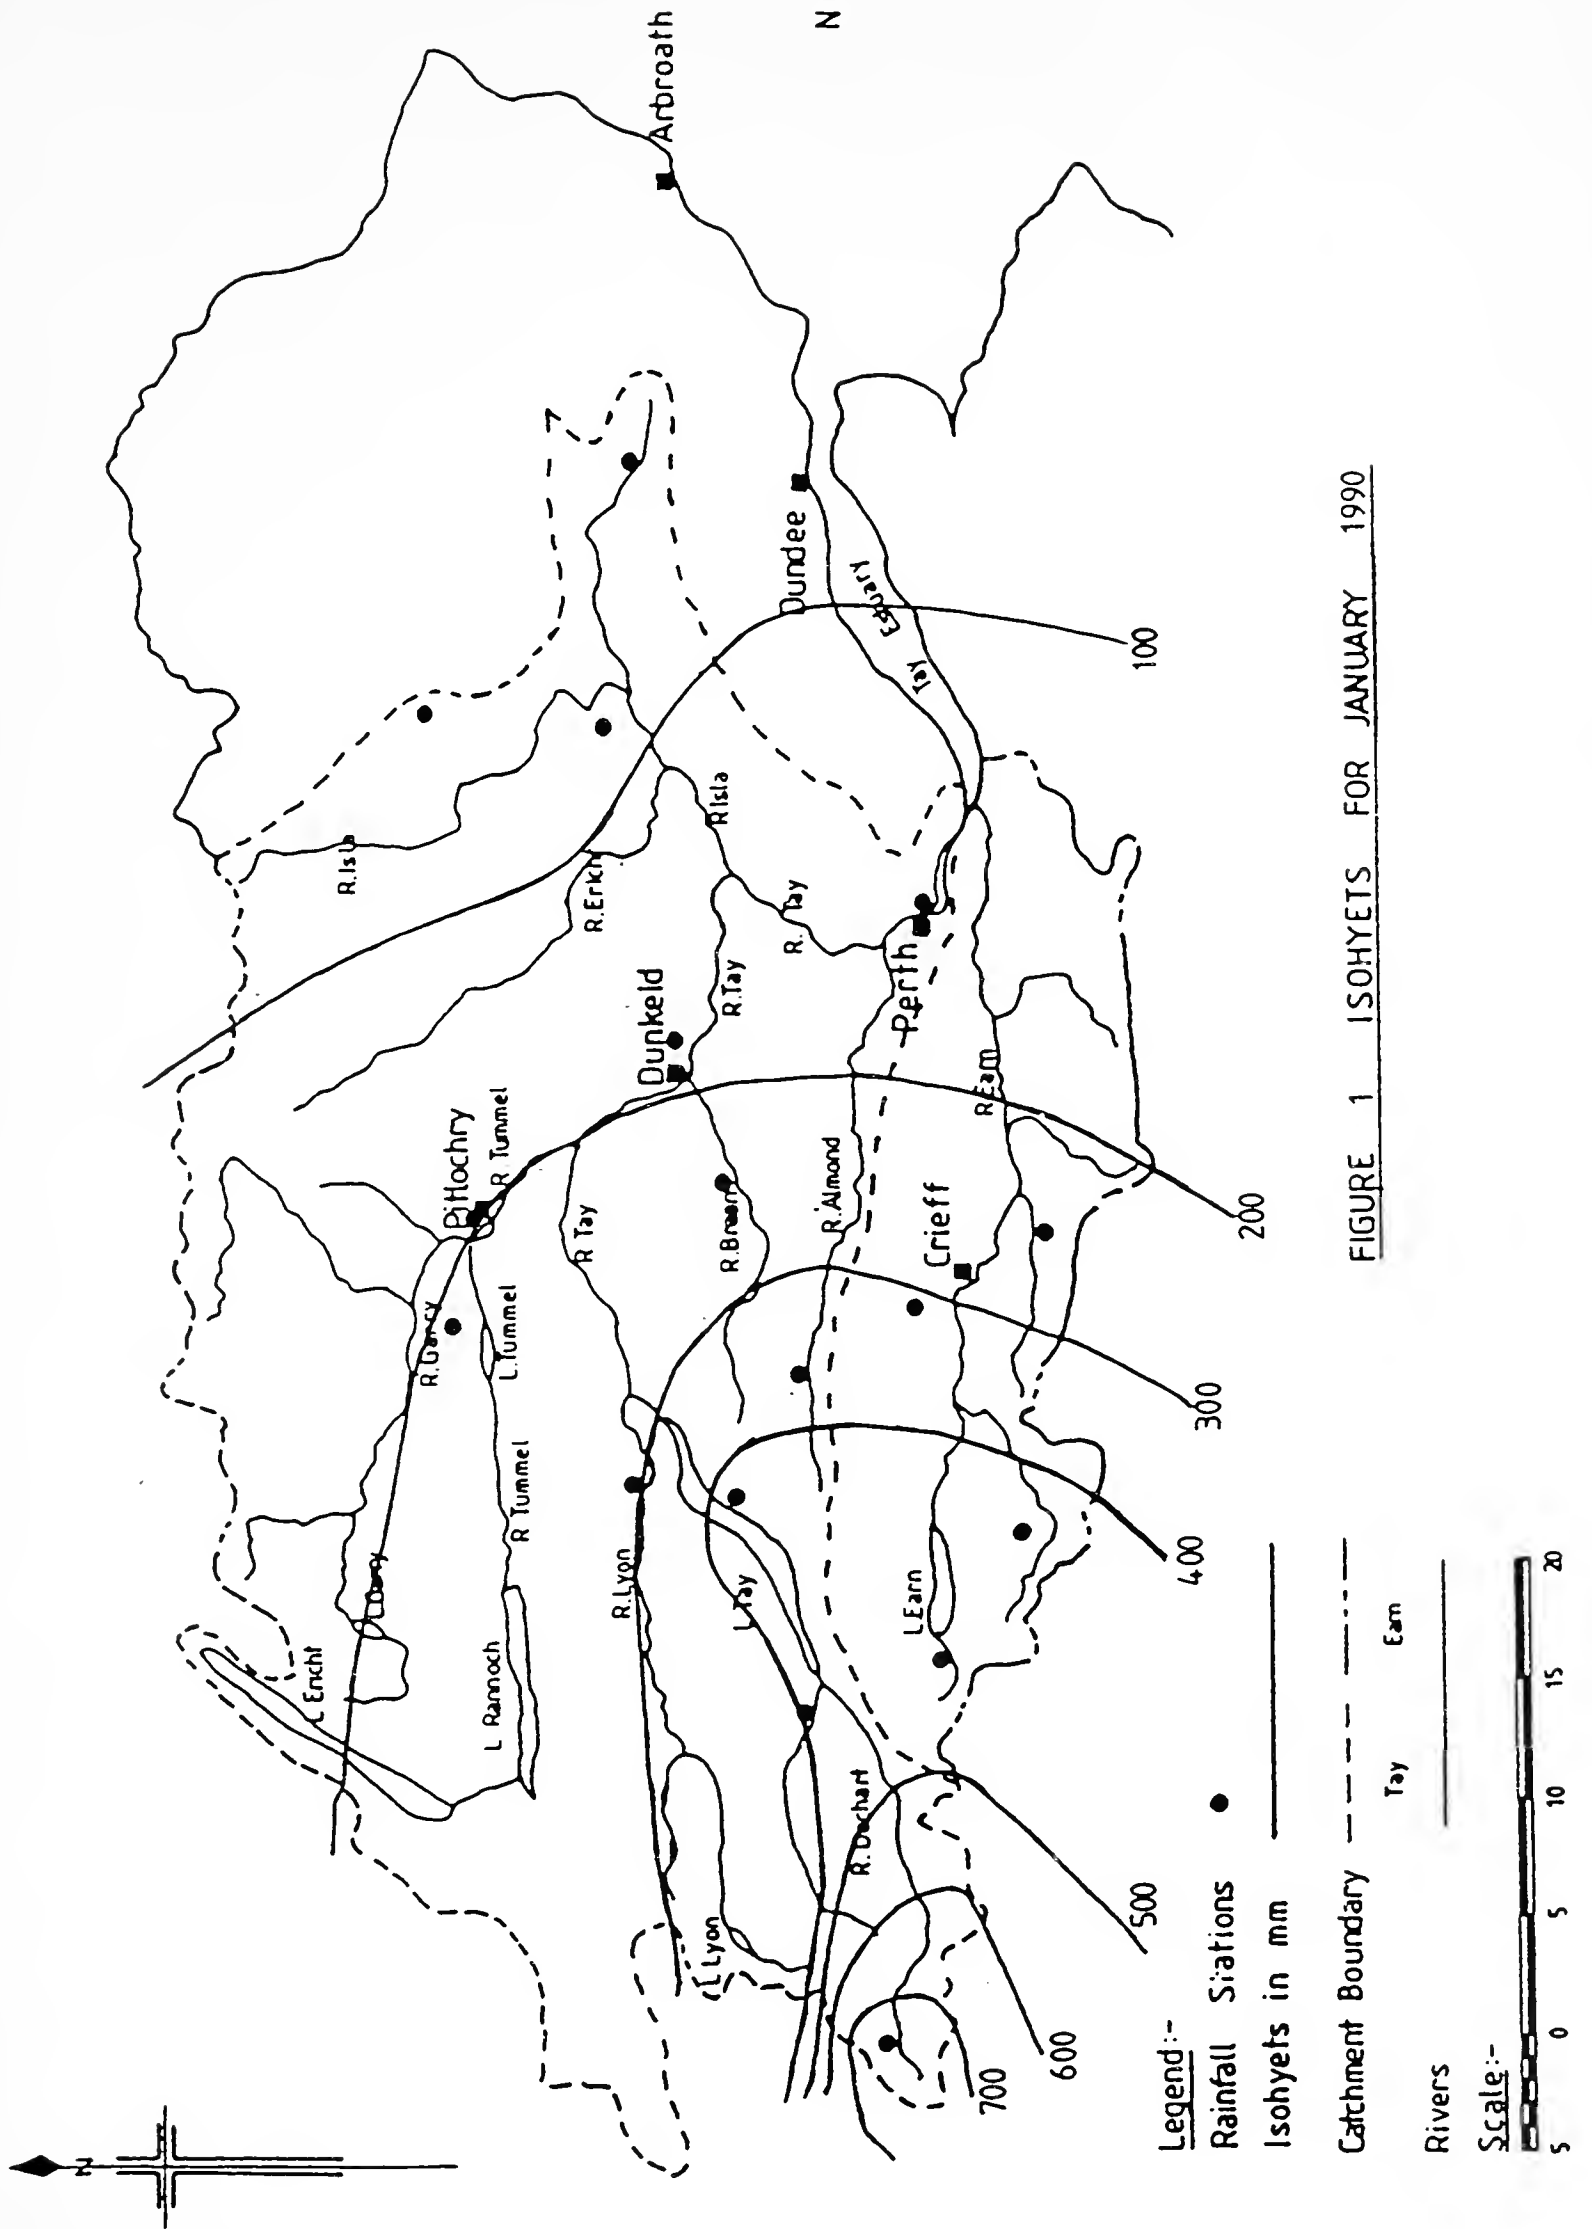 N
Arbroath
N
Dundee
Tay Estuary
100
R.Isla
R.Isla
R.Erich
R. Tay
Perth
Dunkeld
R.Tay
Pitlochry
R.Tummel
R.Tay
R.Braan
R.Almond
R.Earn
Crieff
200
R.Garry
L.Tummel
R Tummel
300
R.Lyon
L.Tay
L.Earn
400
L Ericht
L Rannoch
R. Dochart
L Lyon
500
600
700
FIGURE 1 ISOHYETS FOR JANUARY 1990
Legend:-
Rainfall Stations
Isohyets in mm
Catchment Boundary
Tay Earn
Rivers
Scale:-
5 0 5 10 15 20